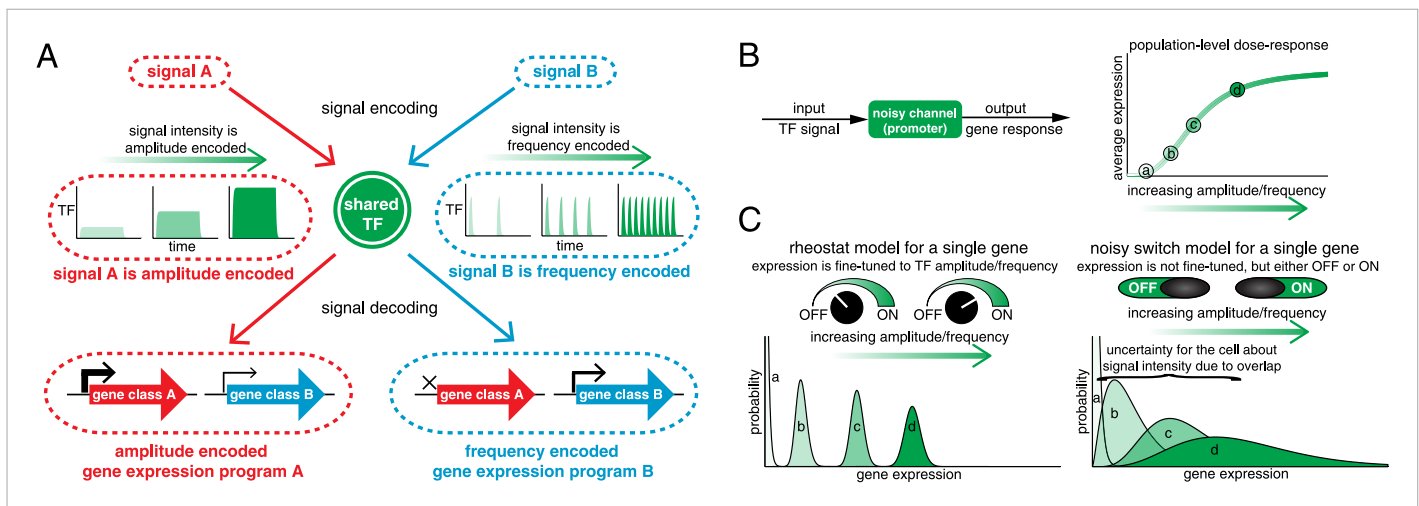 A
signal A
signal B
signal encoding
signal intensity is
amplitude encoded
signal intensity is
frequency encoded
TF
time
shared
TF
TF
time
signal A is amplitude encoded
signal B is frequency encoded
signal decoding
gene class A
gene class B
gene class A
gene class B
amplitude encoded
gene expression program A
frequency encoded
gene expression program B
B
input
TF signal
noisy channel
(promoter)
output
gene response
population-level dose-response
average expression
a
b
c
d
increasing amplitude/frequency
C
rheostat model for a single gene
expression is fine-tuned to TF amplitude/frequency
OFF
ON
OFF
ON
increasing amplitude/frequency
probability
a
b
c
d
gene expression
noisy switch model for a single gene
expression is not fine-tuned, but either OFF or ON
OFF
ON
increasing amplitude/frequency
uncertainty for the cell about
signal intensity due to overlap
probability
a
b
c
d
gene expression